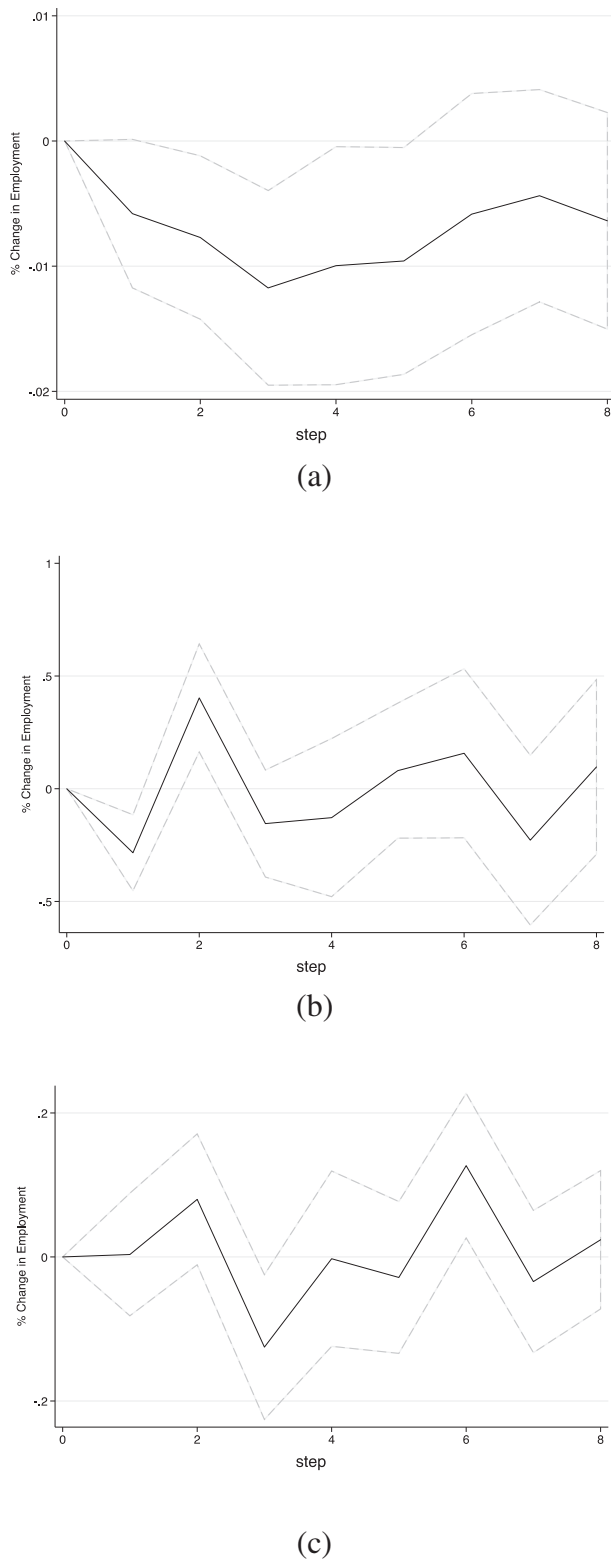 .01
0
-.01
-.02
% Change in Employment
0 2 4 6 8
step
(a)
1
.5
0
-.5
% Change in Employment
0 2 4 6 8
step
(b)
.2
0
-.2
% Change in Employment
0 2 4 6 8
step
(c)